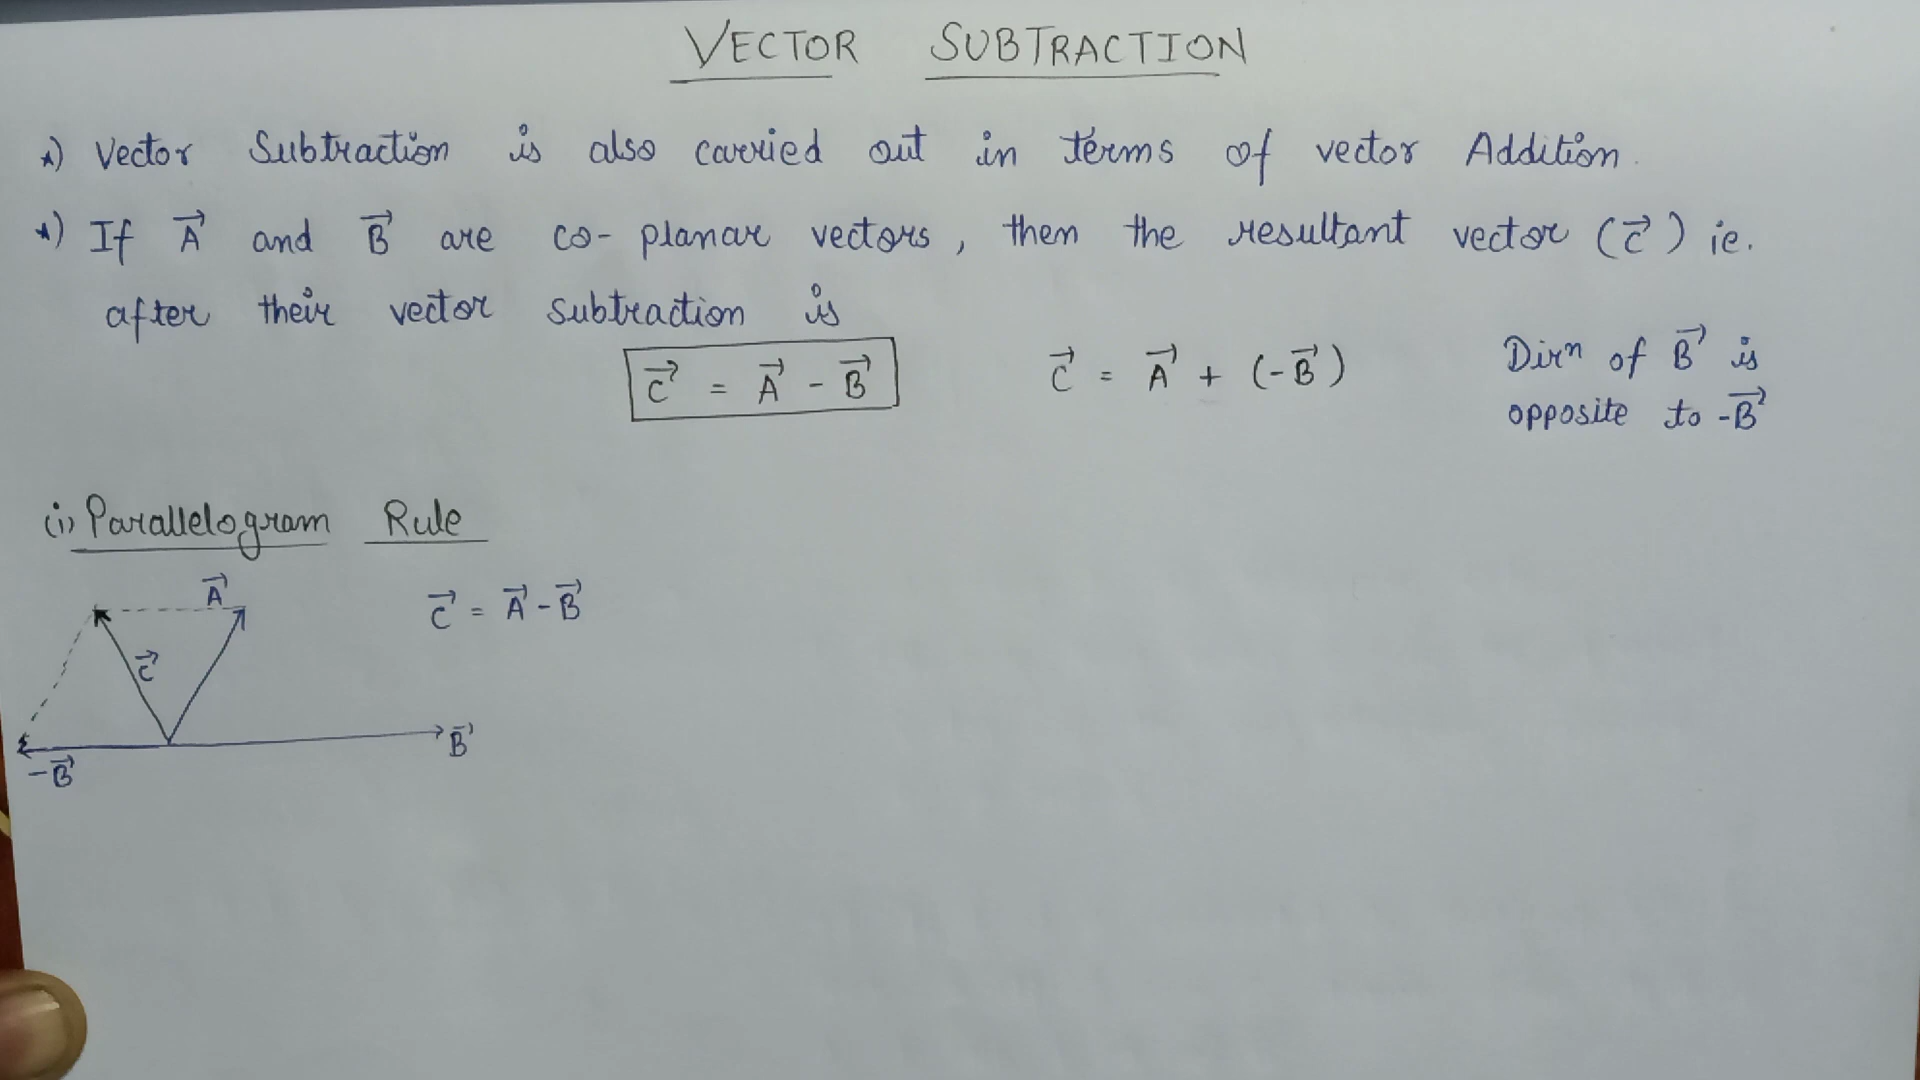 VECTOR SUBTRACTION
*) Vector Subtraction is also carried out in terms of vector Addition.
*) If A⃗ and B⃗ are co-planar vectors, then the resultant vector (C⃗) ie.
after their vector subtraction is
C⃗ = A⃗ - B⃗
C⃗ = A⃗ + (-B⃗)
Dirⁿ of B⃗ is
opposite to -B⃗
(i) Parallelogram Rule
A⃗
C⃗ = A⃗ - B⃗
C⃗
B⃗
-B⃗